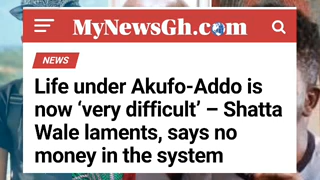 MyNewsGh.com
NEWS
Life under Akufo-Addo is
now ‘very difficult’ – Shatta
Wale laments, says no
money in the system